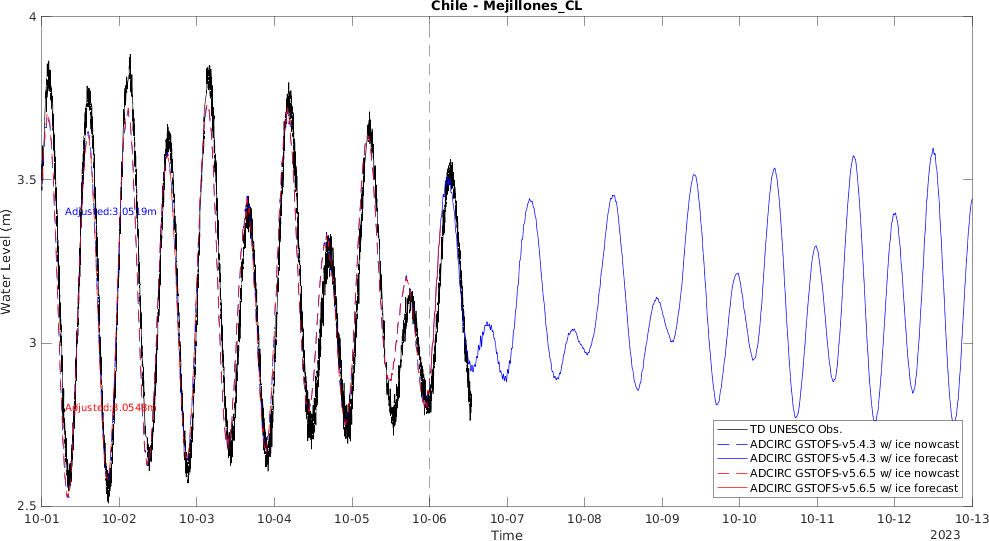 Chile - Mejillones_CL
4
3.5
3
2.5
Water Level (m)
Adjusted:3.0519m
Adjusted:3.0548m
TD UNESCO Obs.
ADCIRC GSTOFS-v5.4.3 w/ ice nowcast
ADCIRC GSTOFS-v5.4.3 w/ ice forecast
ADCIRC GSTOFS-v5.6.5 w/ ice nowcast
ADCIRC GSTOFS-v5.6.5 w/ ice forecast
10-01 10-02 10-03 10-04 10-05 10-06 10-07 10-08 10-09 10-10 10-11 10-12 10-13
Time
2023